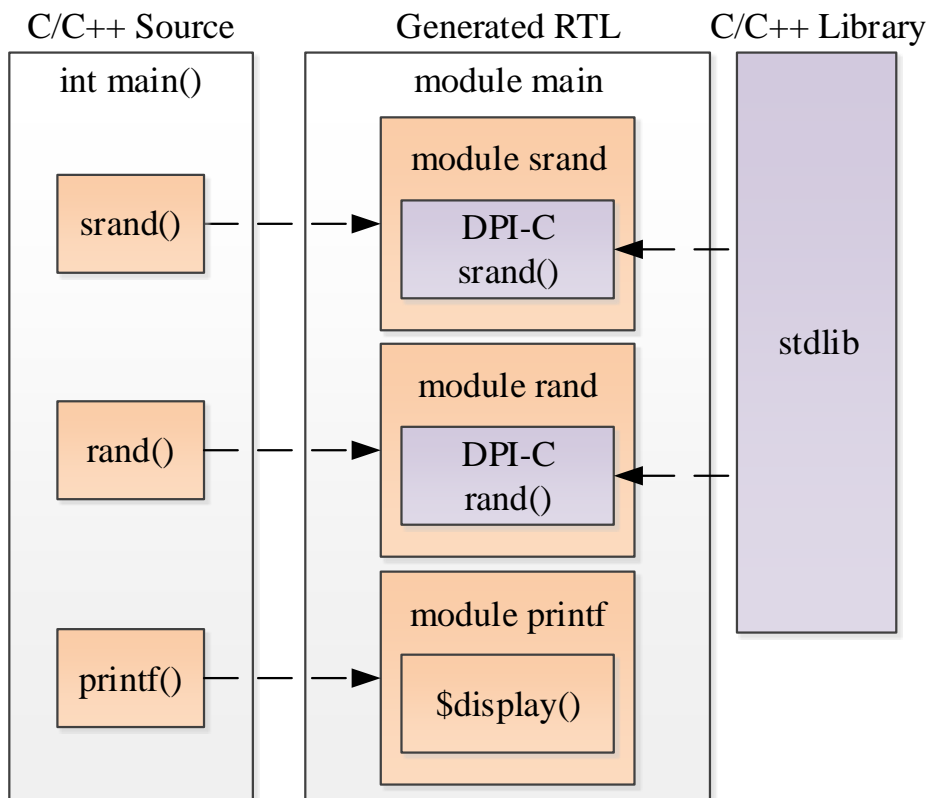 C/C++ Source
Generated RTL
C/C++ Library
int main()
module main
module srand
srand()
DPI-C
srand()
stdlib
module rand
rand()
DPI-C
rand()
module printf
printf()
$display()